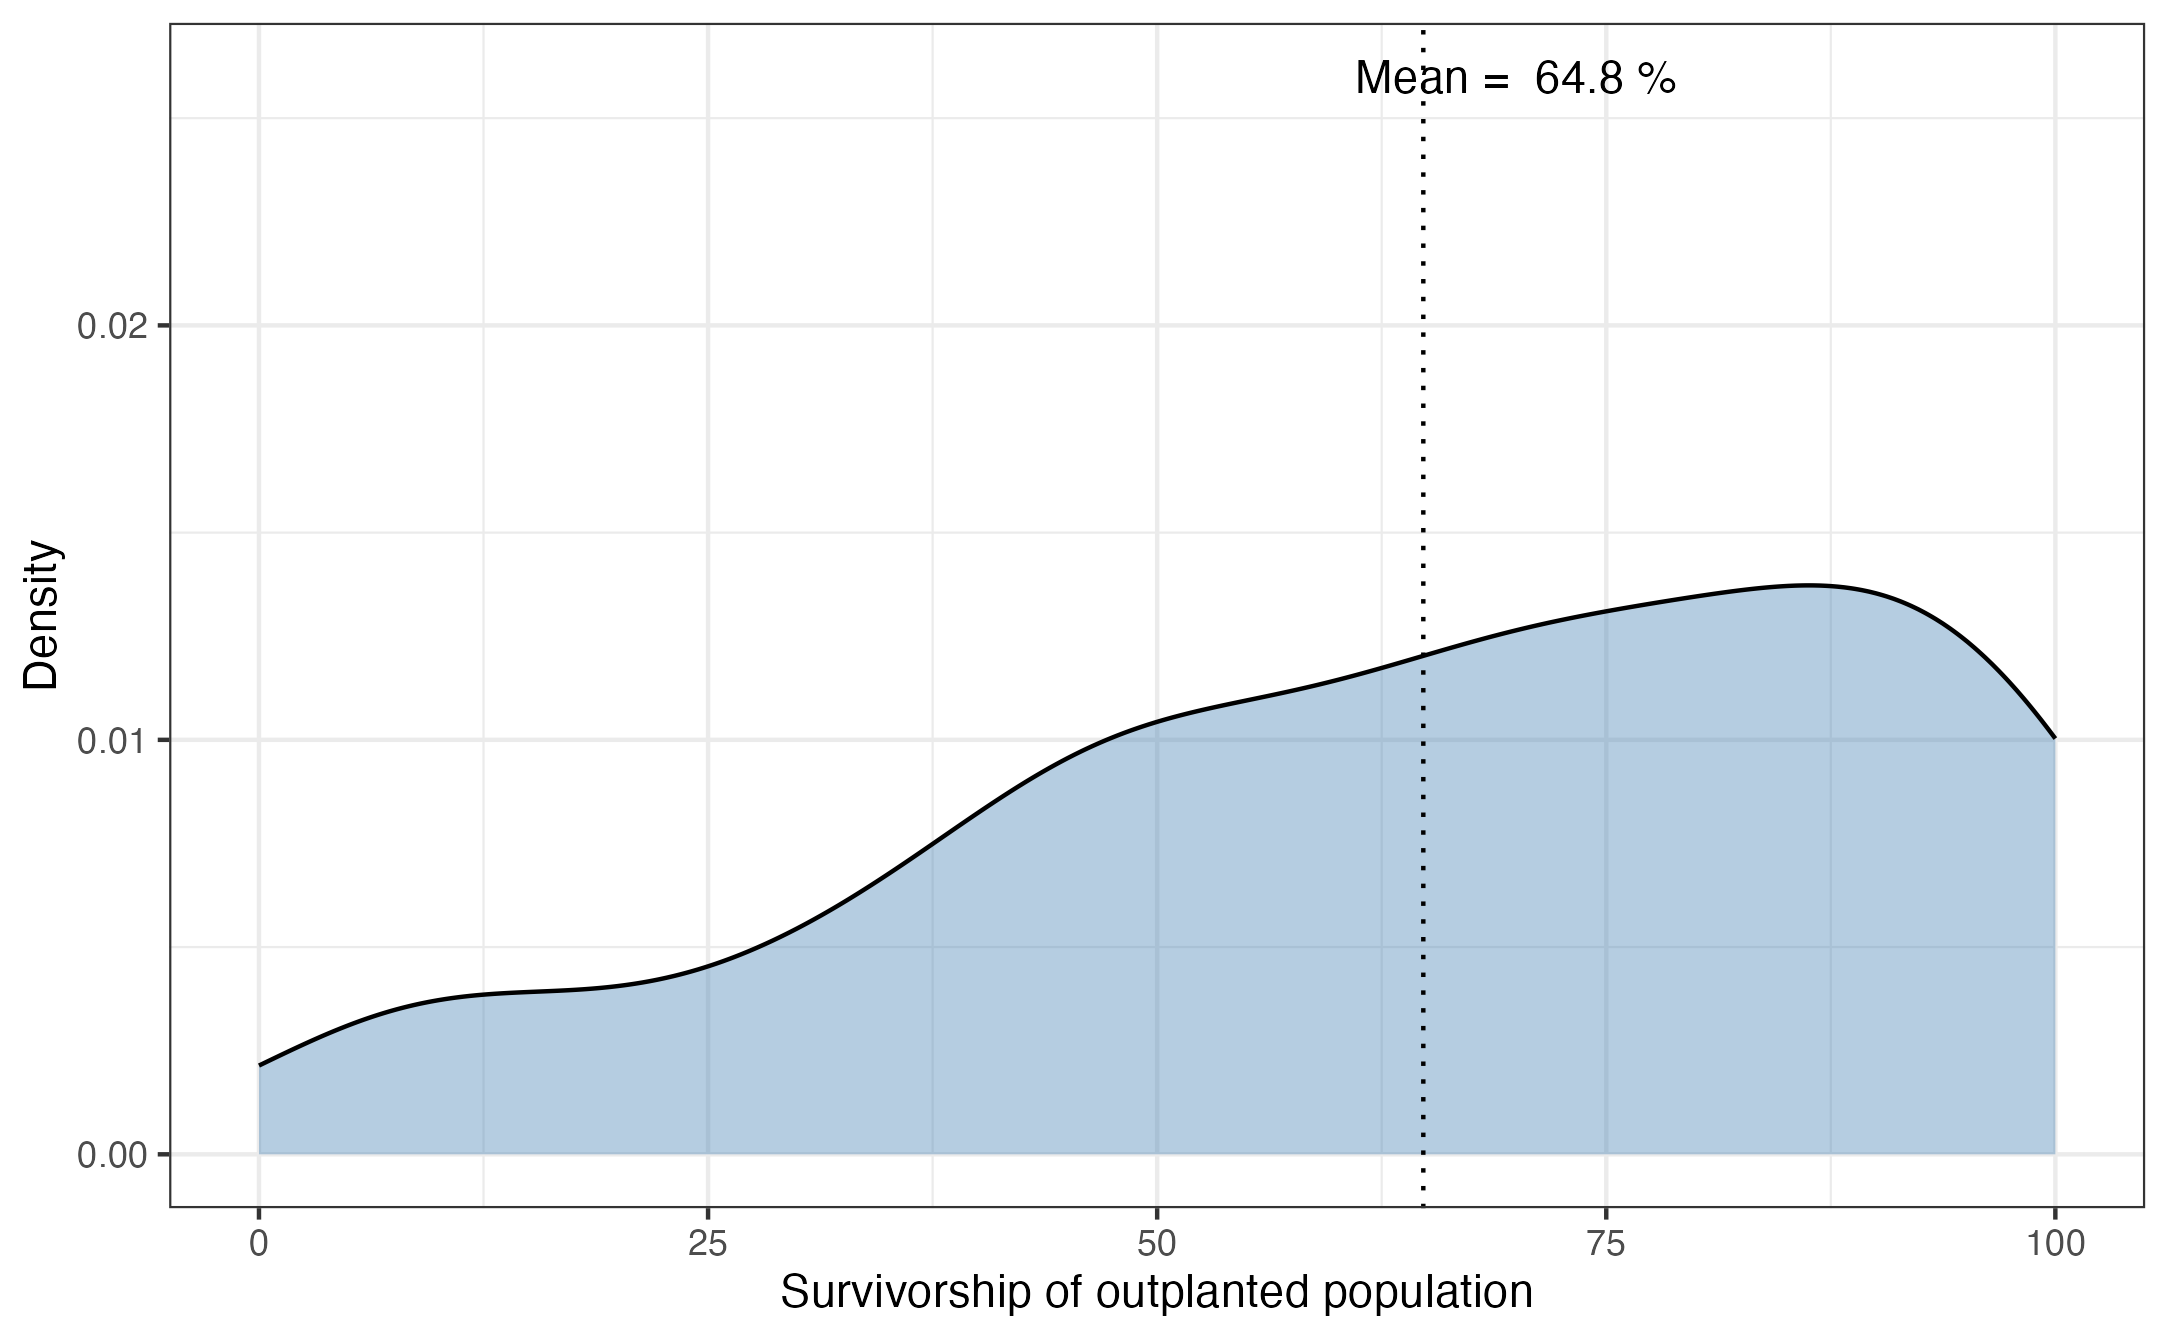 Mean = 64.8 %
0.02
0.01
0.00
Density
0 25 50 75 100
Survivorship of outplanted population